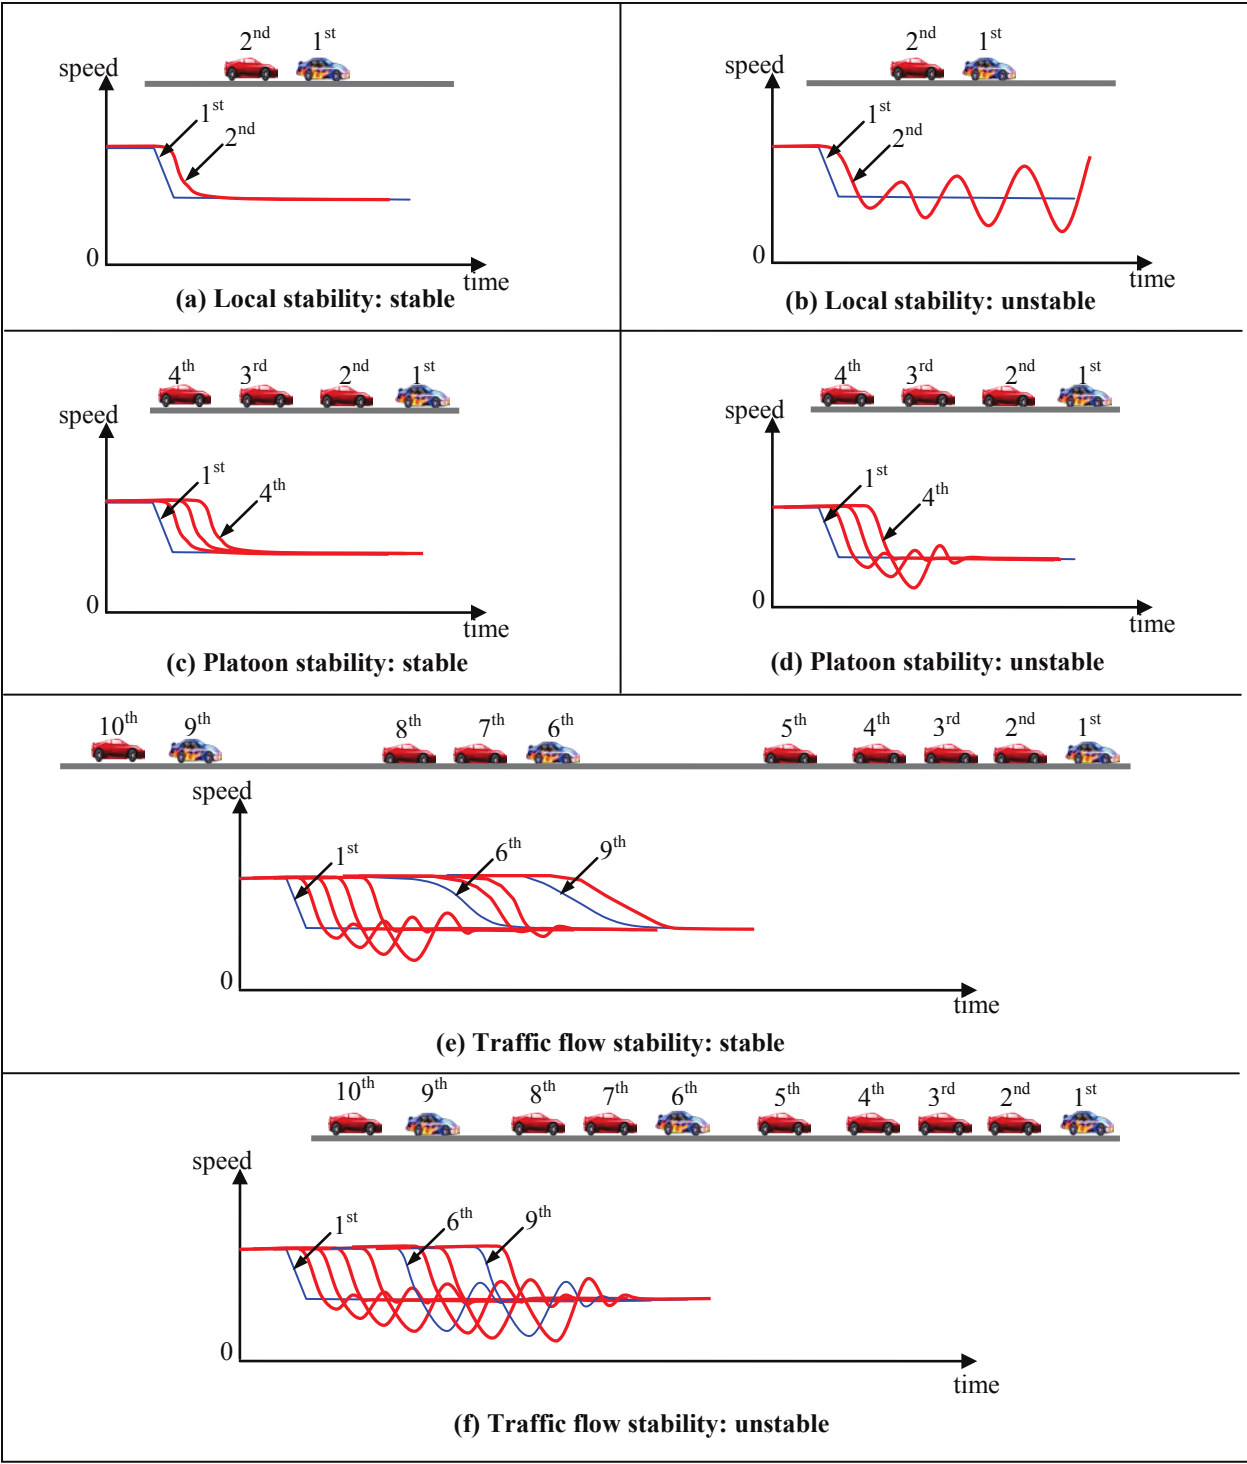 2nd 1st
speed
1st
2nd
0
time
(a) Local stability: stable
2nd 1st
speed
1st
2nd
0
time
(b) Local stability: unstable
4th 3rd 2nd 1st
speed
1st
4th
0
time
(c) Platoon stability: stable
4th 3rd 2nd 1st
speed
1st
4th
0
time
(d) Platoon stability: unstable
10th 9th 8th 7th 6th 5th 4th 3rd 2nd 1st
speed
1st 6th 9th
0
time
(e) Traffic flow stability: stable
10th 9th 8th 7th 6th 5th 4th 3rd 2nd 1st
speed
1st 6th 9th
0
time
(f) Traffic flow stability: unstable